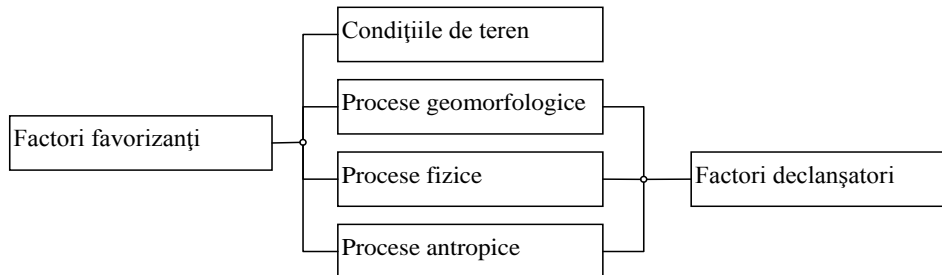 Condiţiile de teren
Procese geomorfologice
Factori favorizanţi
Procese fizice
Factori declanşatori
Procese antropice